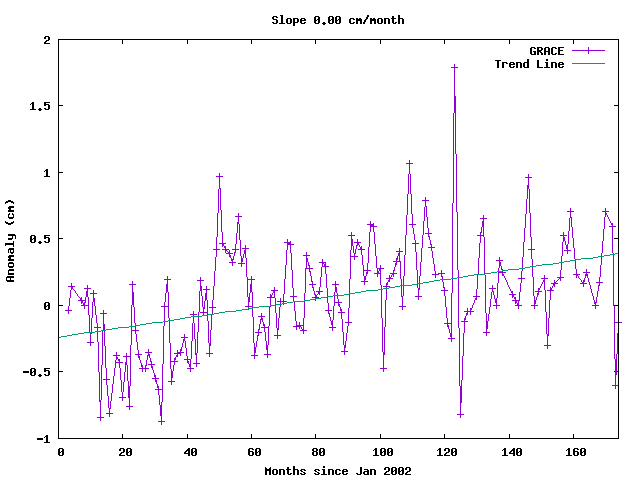 Slope 0.00 cm/month
GRACE
Trend Line
Anomaly (cm)
2
1.5
1
0.5
0
-0.5
-1
0 20 40 60 80 100 120 140 160
Months since Jan 2002